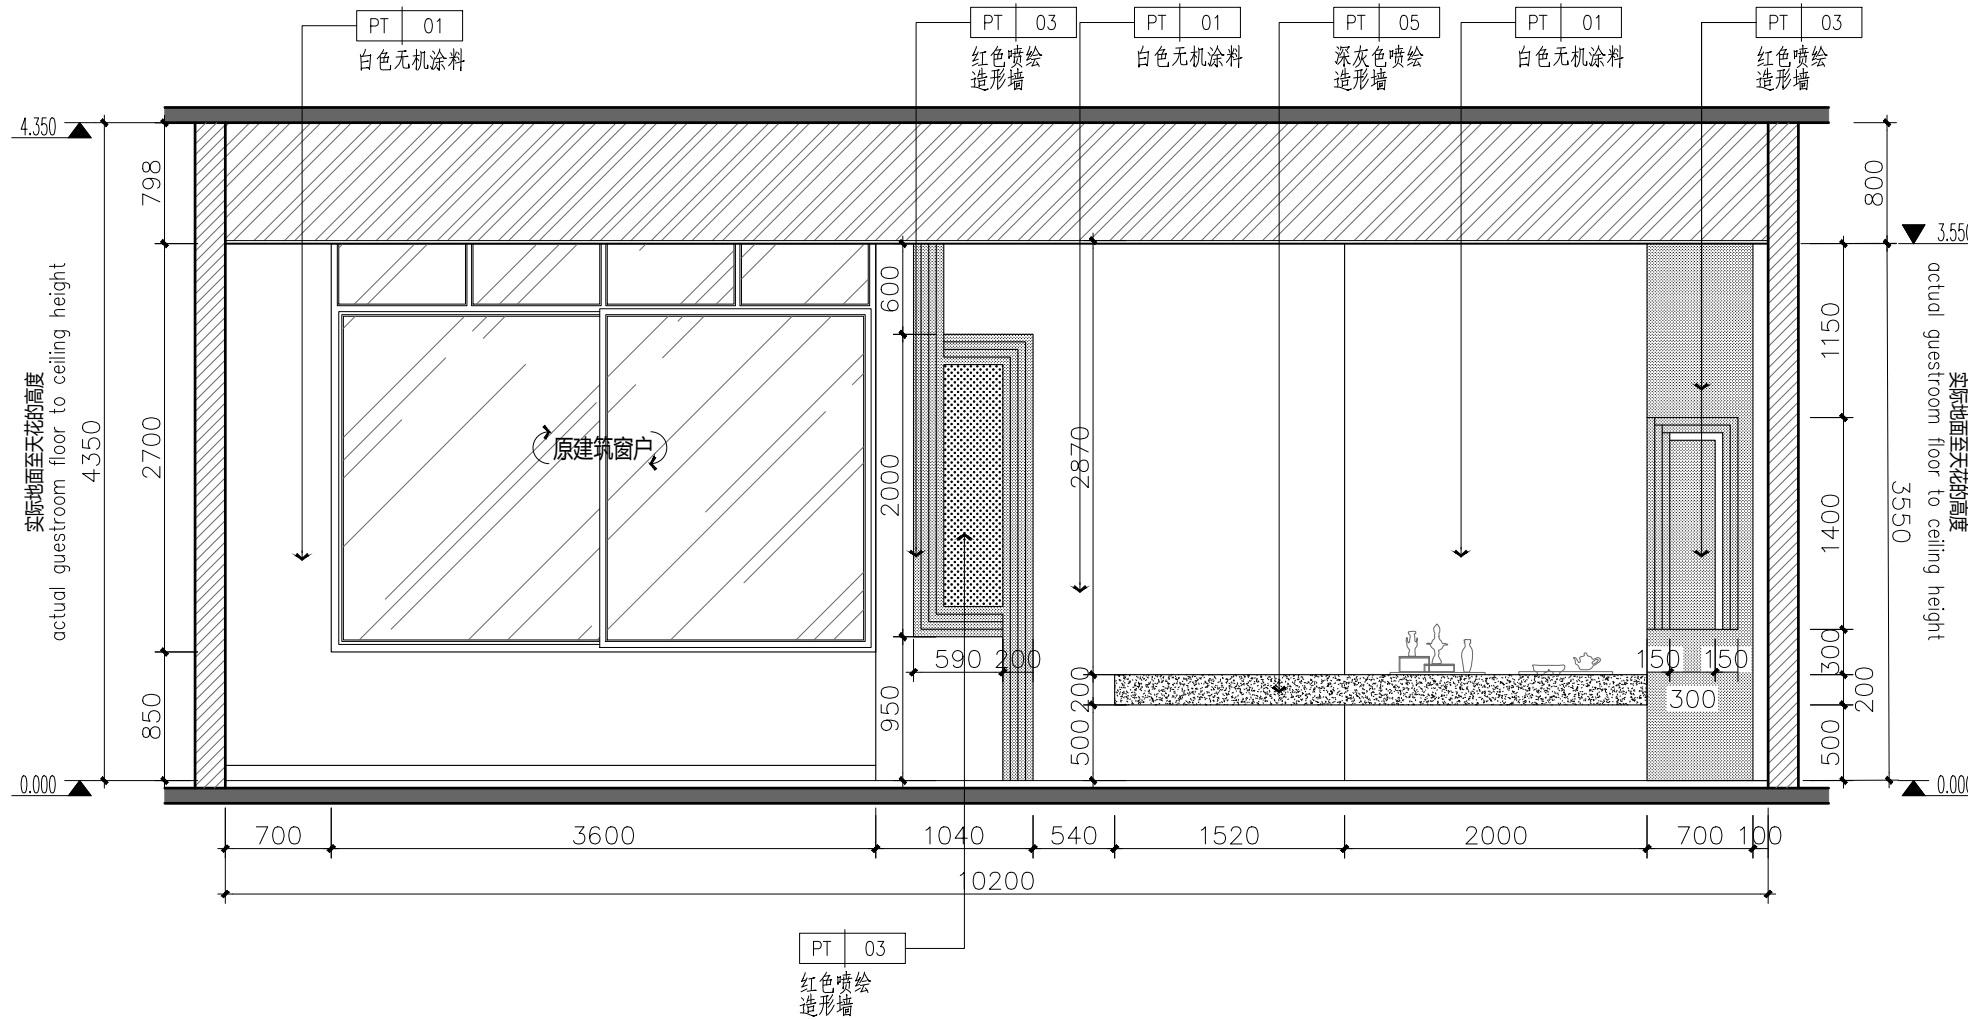 PT 01
白色无机涂料
PT 03
红色喷绘
造形墙
PT 01
白色无机涂料
PT 05
深灰色喷绘
造形墙
PT 01
白色无机涂料
PT 03
红色喷绘
造形墙
4.350
798
2700
850
4350
实际地面至天花的高度
actual guestroom floor to ceiling height
0.000
原建筑窗户
600
2000
950
590
200
2870
200
500
150
150
300
800
3.550
1150
1400
300
200
500
3550
实际地面至天花的高度
actual guestroom floor to ceiling height
0.000
700
3600
1040
540
1520
2000
700
100
10200
PT 03
红色喷绘
造形墙